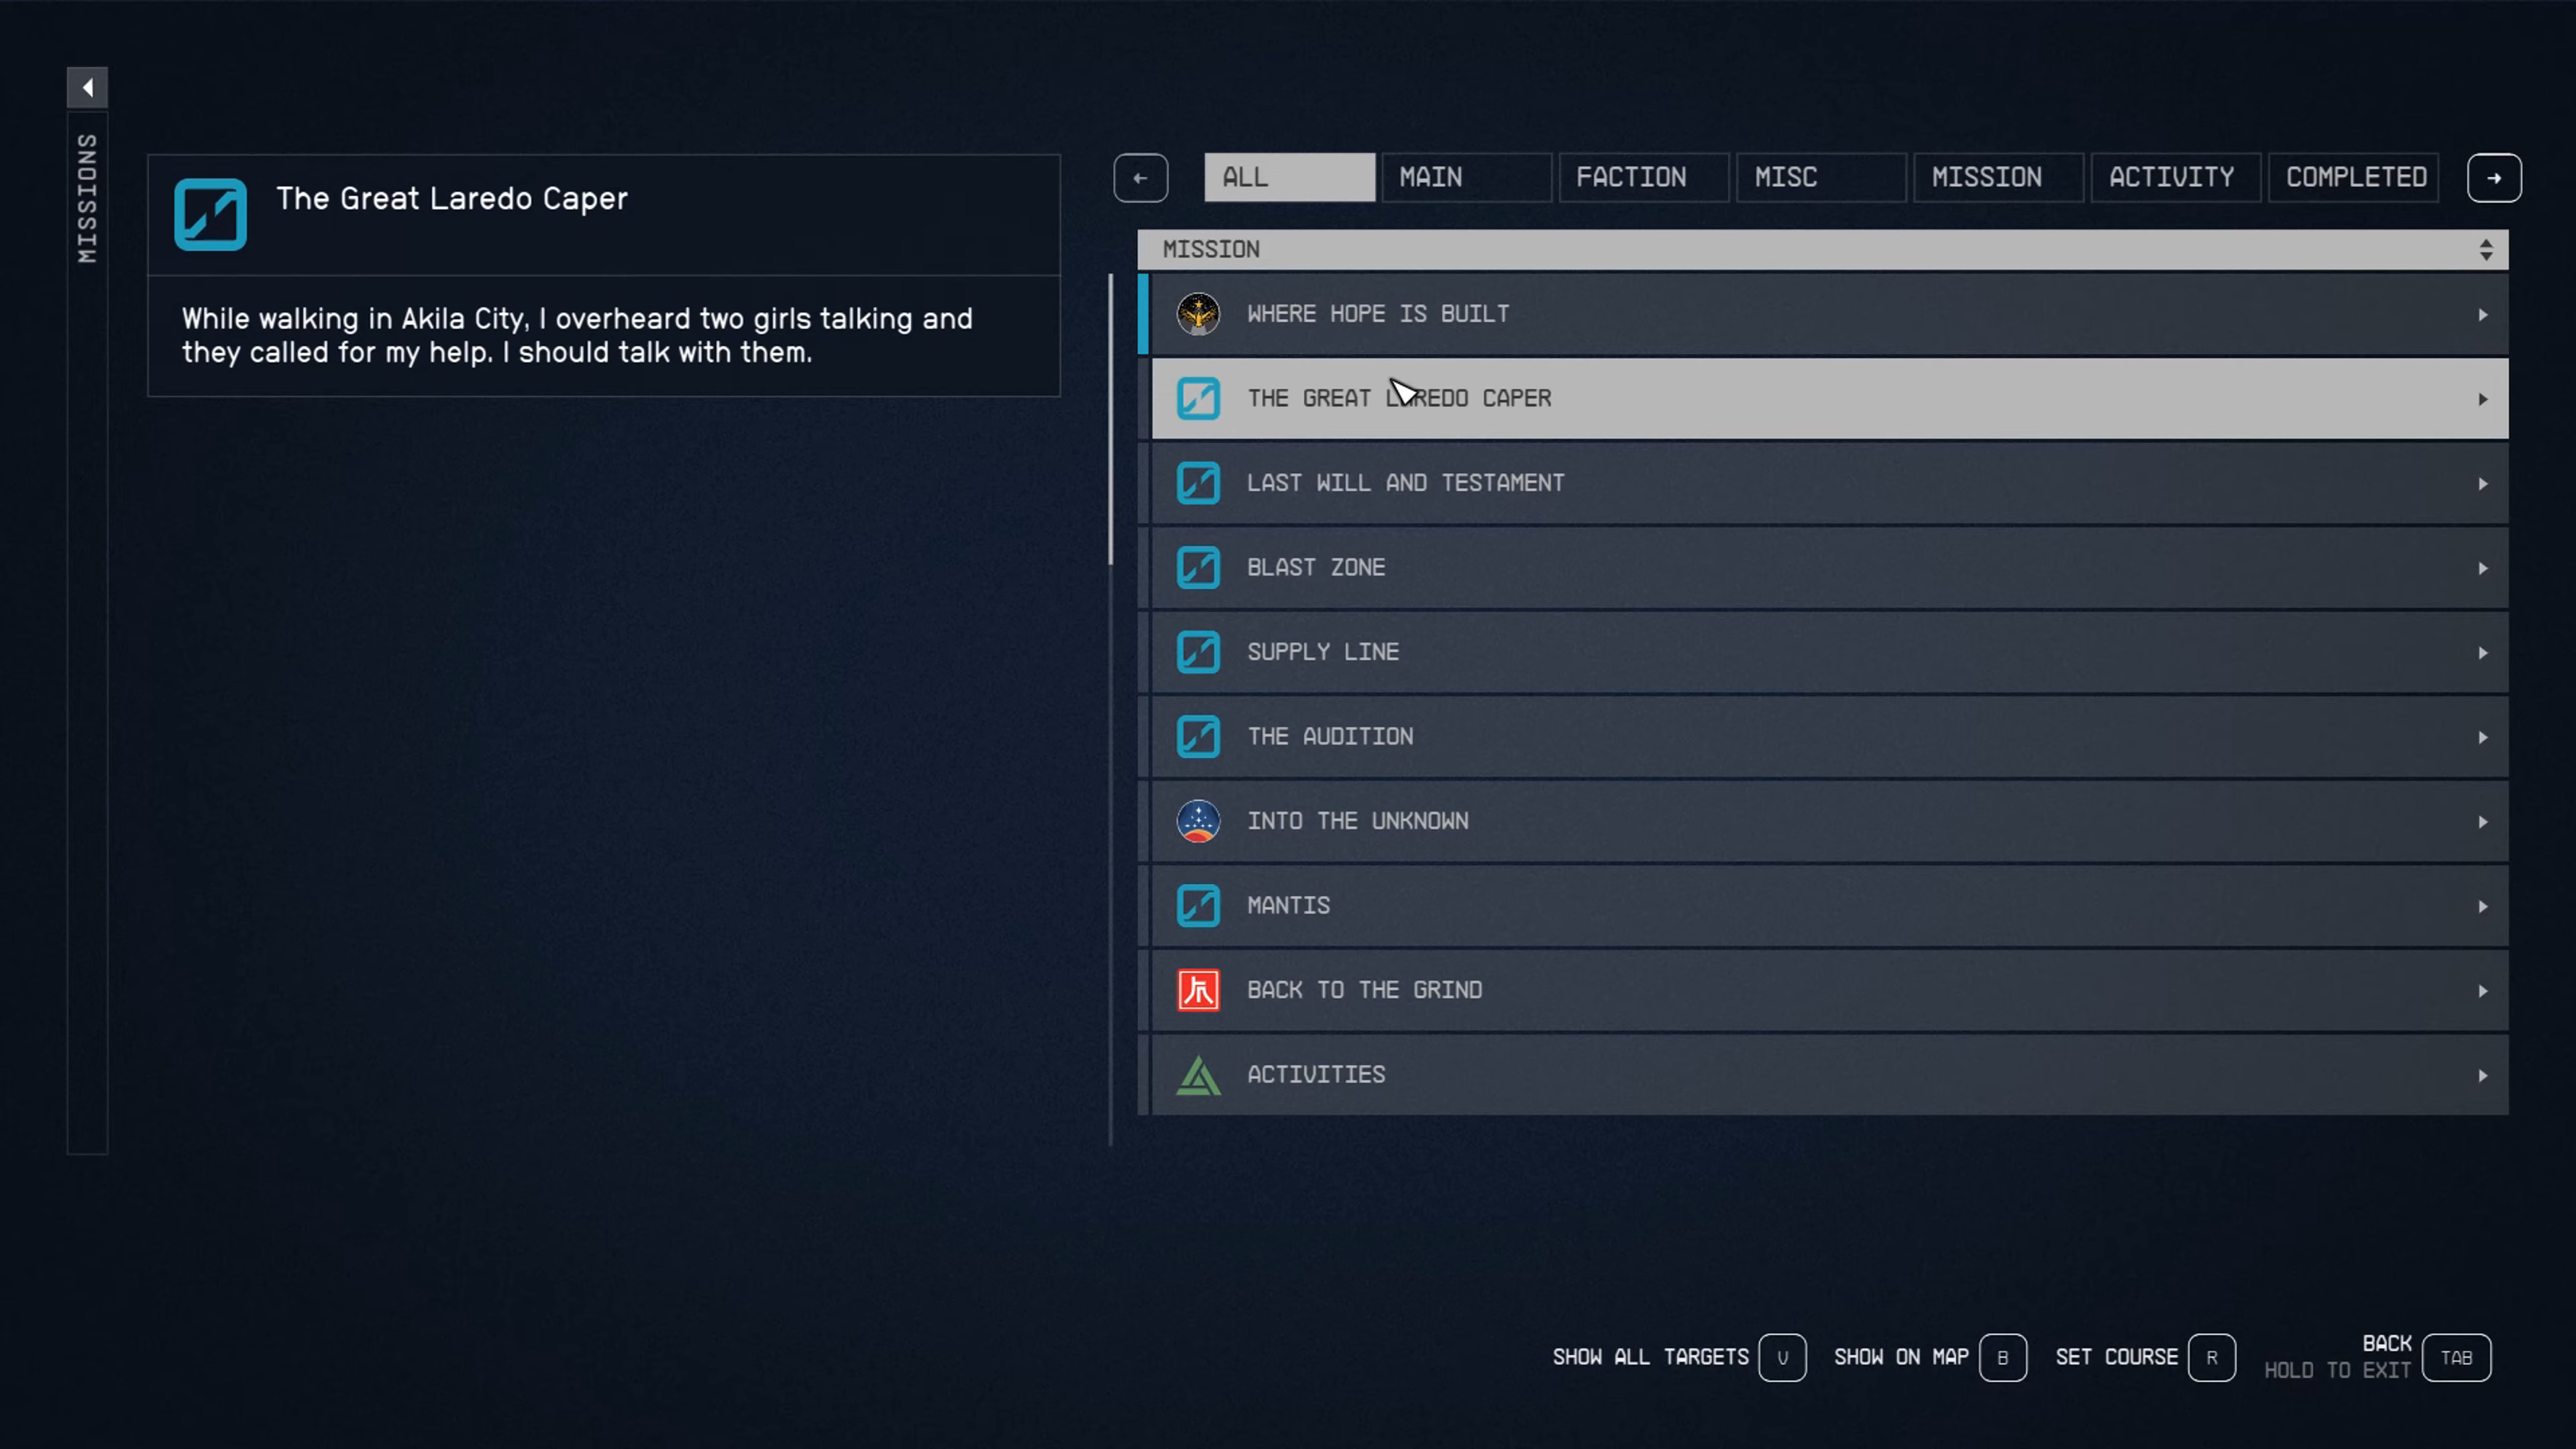 MISSIONS
The Great Laredo Caper
While walking in Akila City, I overheard two girls talking and
they called for my help. I should talk with them.
ALL
MAIN
FACTION
MISC
MISSION
ACTIVITY
COMPLETED
MISSION
WHERE HOPE IS BUILT
THE GREAT LAREDO CAPER
LAST WILL AND TESTAMENT
BLAST ZONE
SUPPLY LINE
THE AUDITION
INTO THE UNKNOWN
MANTIS
BACK TO THE GRIND
ACTIVITIES
SHOW ALL TARGETS V
SHOW ON MAP B
SET COURSE R
BACK
HOLD TO EXIT
TAB